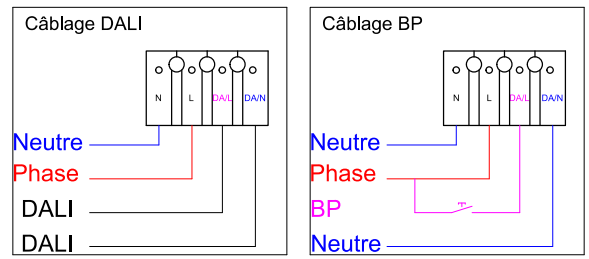 Câblage DALI
N L DA/L DA/N
Neutre
Phase
DALI
DALI
Câblage BP
N L DA/L DA/N
Neutre
Phase
BP
Neutre